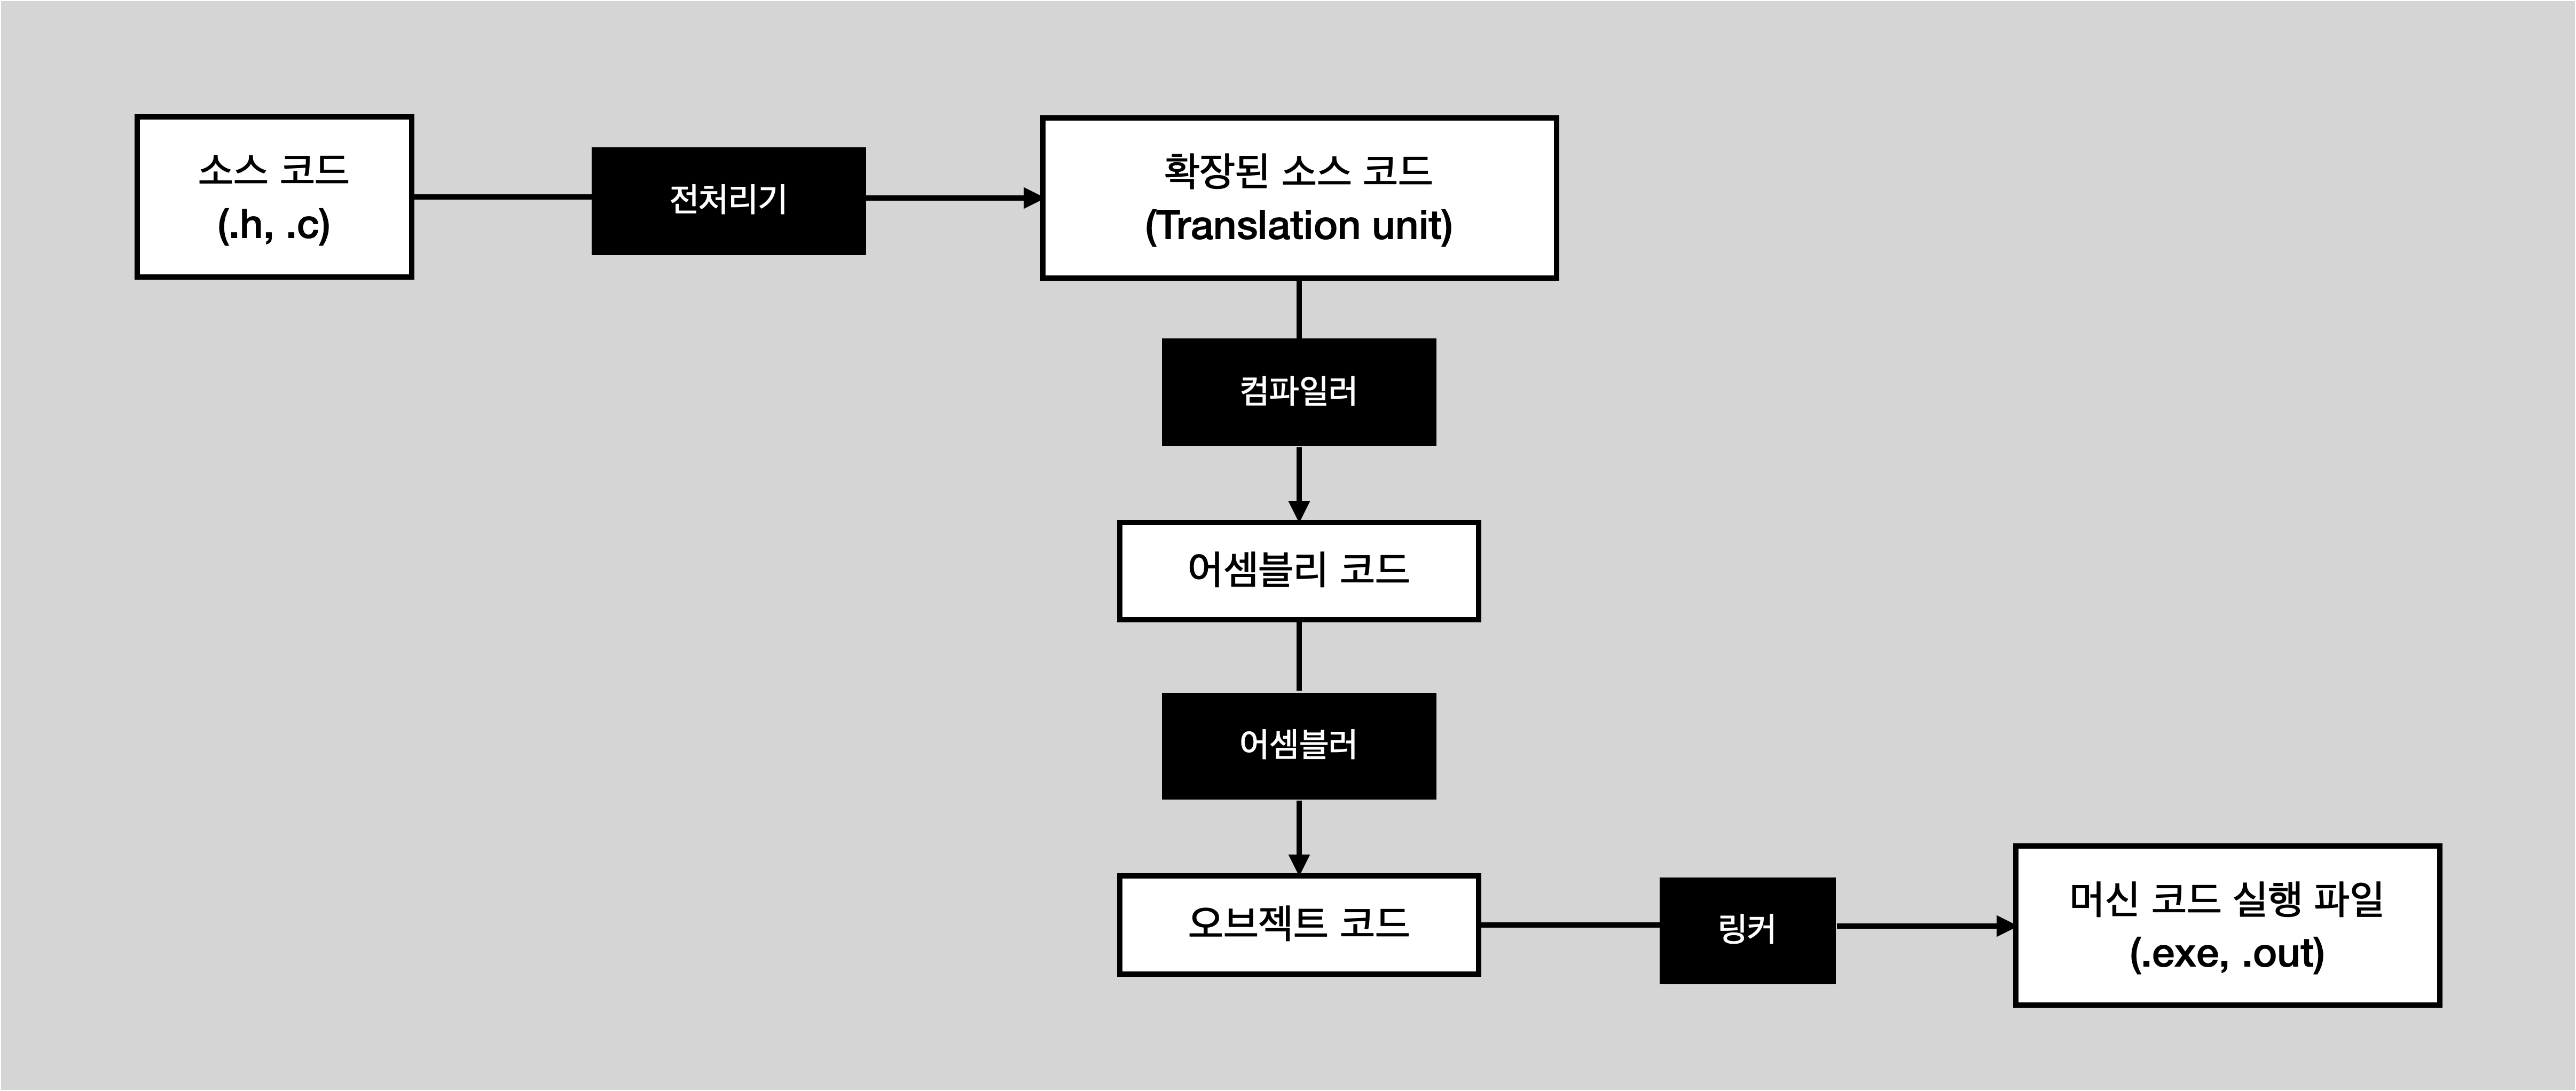 소스 코드
(.h, .c)
전처리기
확장된 소스 코드
(Translation unit)
컴파일러
어셈블리 코드
어셈블러
오브젝트 코드
링커
머신 코드 실행 파일
(.exe, .out)